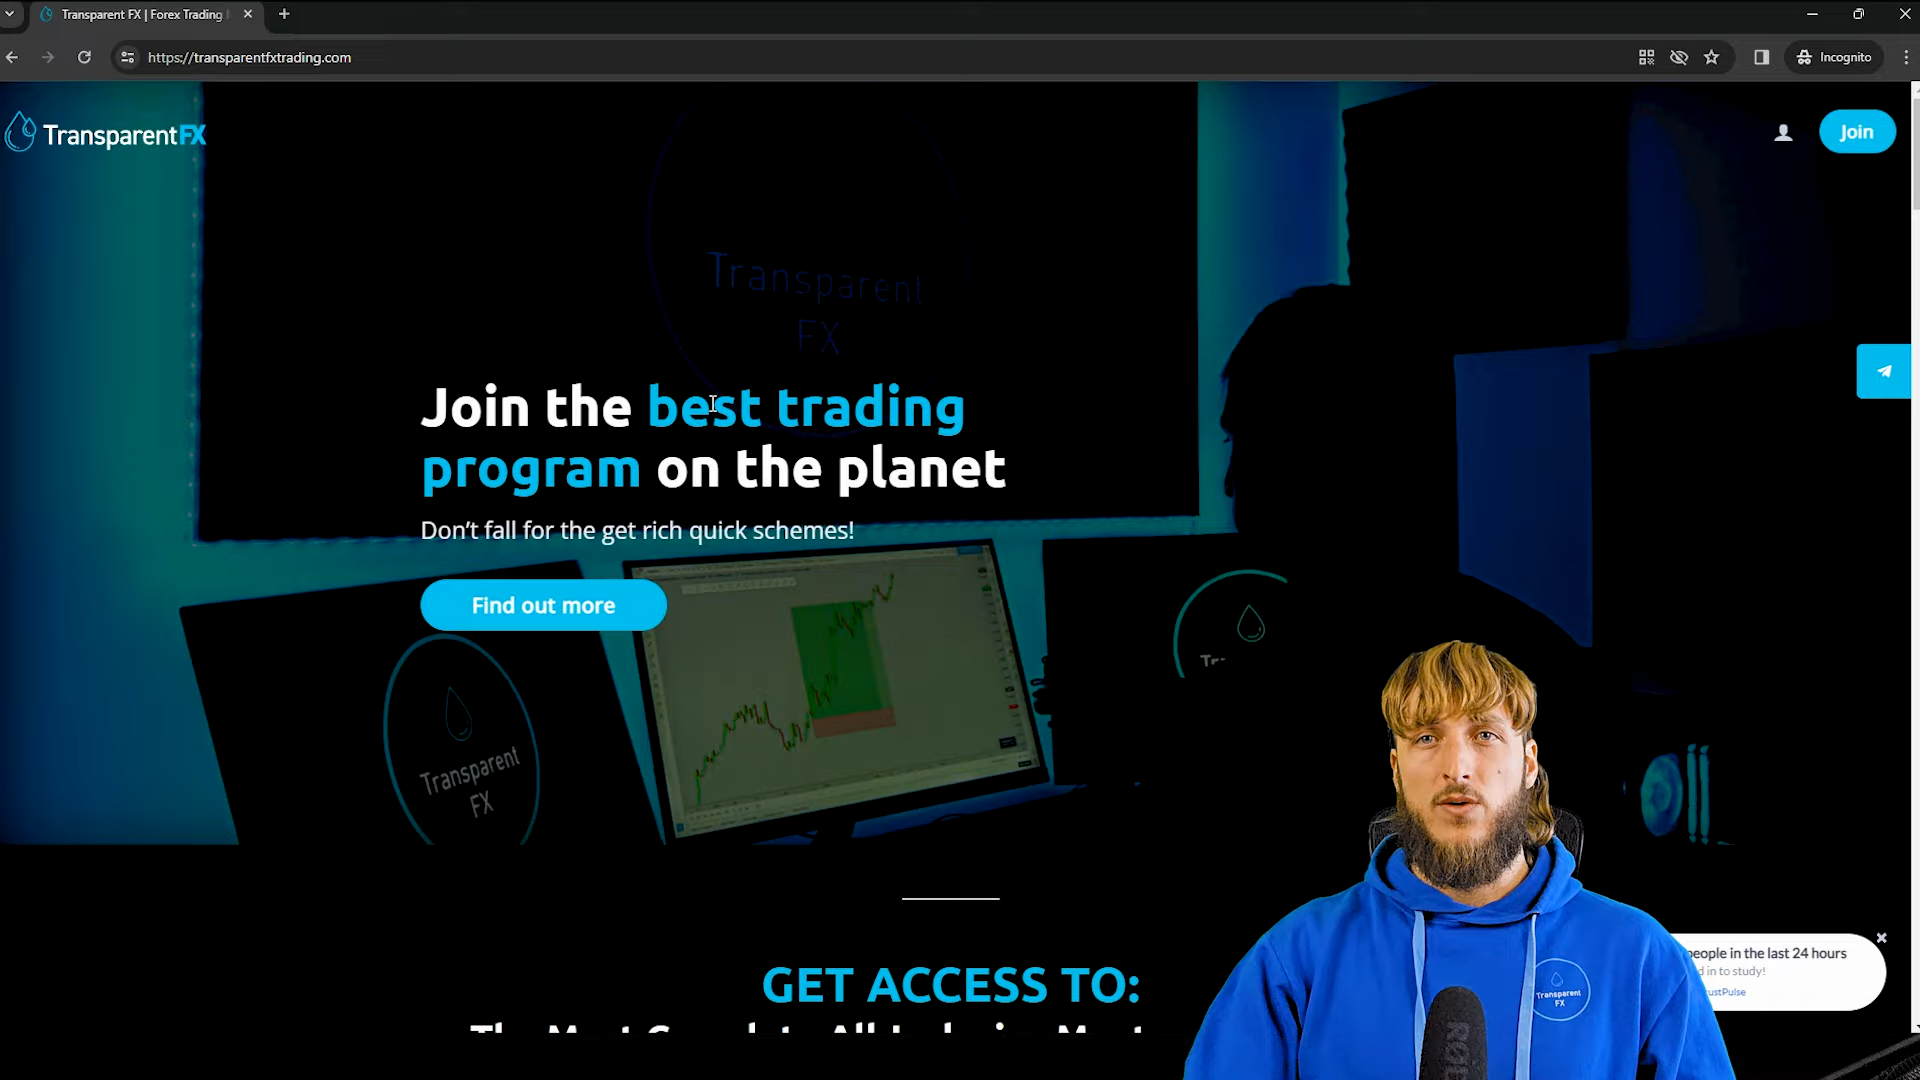 Transparent FX | Forex Trading
https://transparentfxtrading.com
Incognito
TransparentFX
Join
Transparent
FX
Join the best trading
program on the planet
Don't fall for the get rich quick schemes!
Find out more
Transparent
FX
GET ACCESS TO:
people in the last 24 hours
d in to study!
ustPulse
Transparent
FX